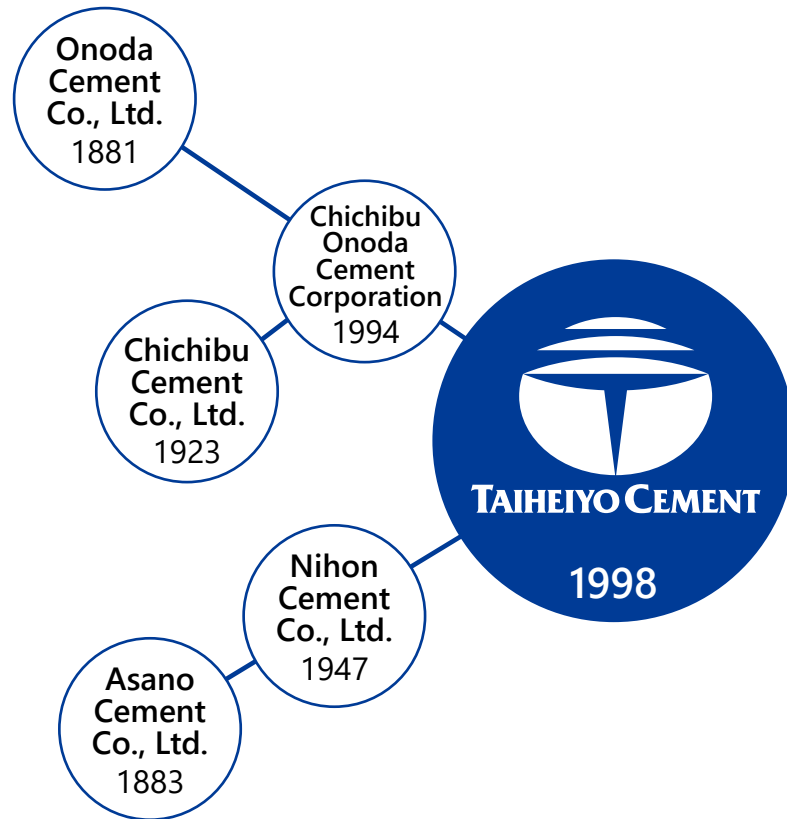 Onoda
Cement
Co., Ltd.
1881
Chichibu
Onoda
Cement
Corporation
1994
Chichibu
Cement
Co., Ltd.
1923
TAIHEIYO CEMENT
1998
Nihon
Cement
Co., Ltd.
1947
Asano
Cement
Co., Ltd.
1883